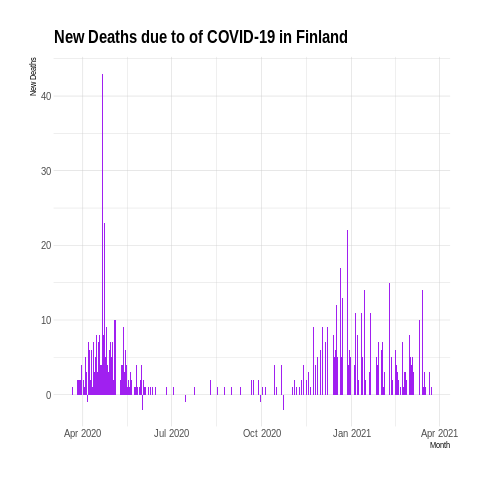 New Deaths due to of COVID-19 in Finland
New Deaths
40
30
20
10
0
Apr 2020 Jul 2020 Oct 2020 Jan 2021 Apr 2021
Month